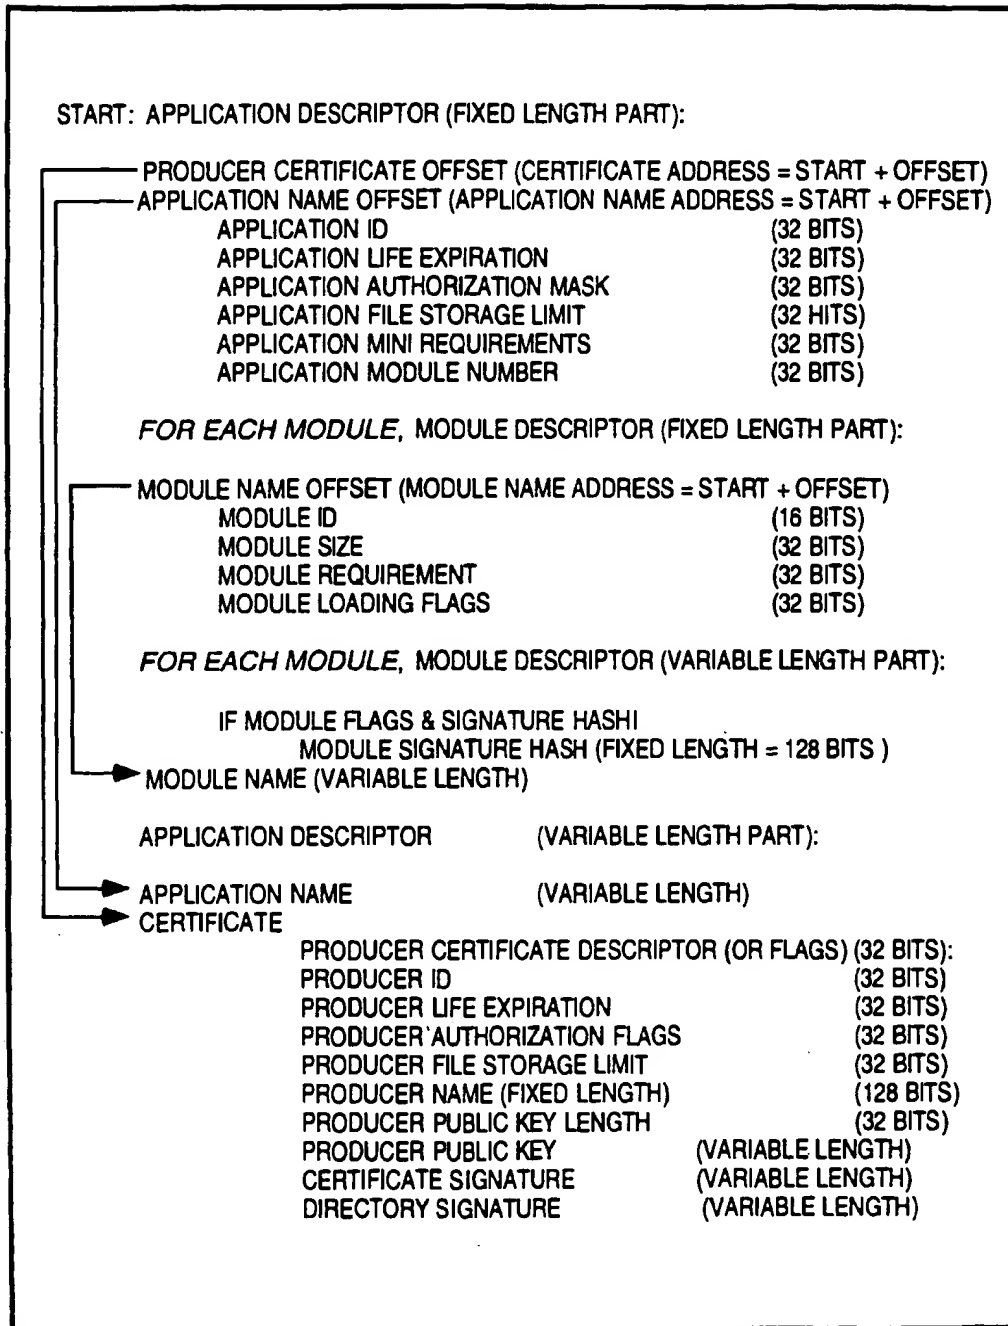 START: APPLICATION DESCRIPTOR (FIXED LENGTH PART):
PRODUCER CERTIFICATE OFFSET (CERTIFICATE ADDRESS = START + OFFSET)
APPLICATION NAME OFFSET (APPLICATION NAME ADDRESS = START + OFFSET)
APPLICATION ID (32 BITS)
APPLICATION LIFE EXPIRATION (32 BITS)
APPLICATION AUTHORIZATION MASK (32 BITS)
APPLICATION FILE STORAGE LIMIT (32 HITS)
APPLICATION MINI REQUIREMENTS (32 BITS)
APPLICATION MODULE NUMBER (32 BITS)
FOR EACH MODULE, MODULE DESCRIPTOR (FIXED LENGTH PART):
MODULE NAME OFFSET (MODULE NAME ADDRESS = START + OFFSET)
MODULE ID (16 BITS)
MODULE SIZE (32 BITS)
MODULE REQUIREMENT (32 BITS)
MODULE LOADING FLAGS (32 BITS)
FOR EACH MODULE, MODULE DESCRIPTOR (VARIABLE LENGTH PART):
IF MODULE FLAGS & SIGNATURE HASHI
MODULE SIGNATURE HASH (FIXED LENGTH = 128 BITS )
MODULE NAME (VARIABLE LENGTH)
APPLICATION DESCRIPTOR (VARIABLE LENGTH PART):
APPLICATION NAME (VARIABLE LENGTH)
CERTIFICATE
PRODUCER CERTIFICATE DESCRIPTOR (OR FLAGS) (32 BITS):
PRODUCER ID (32 BITS)
PRODUCER LIFE EXPIRATION (32 BITS)
PRODUCER AUTHORIZATION FLAGS (32 BITS)
PRODUCER FILE STORAGE LIMIT (32 BITS)
PRODUCER NAME (FIXED LENGTH) (128 BITS)
PRODUCER PUBLIC KEY LENGTH (32 BITS)
PRODUCER PUBLIC KEY (VARIABLE LENGTH)
CERTIFICATE SIGNATURE (VARIABLE LENGTH)
DIRECTORY SIGNATURE (VARIABLE LENGTH)